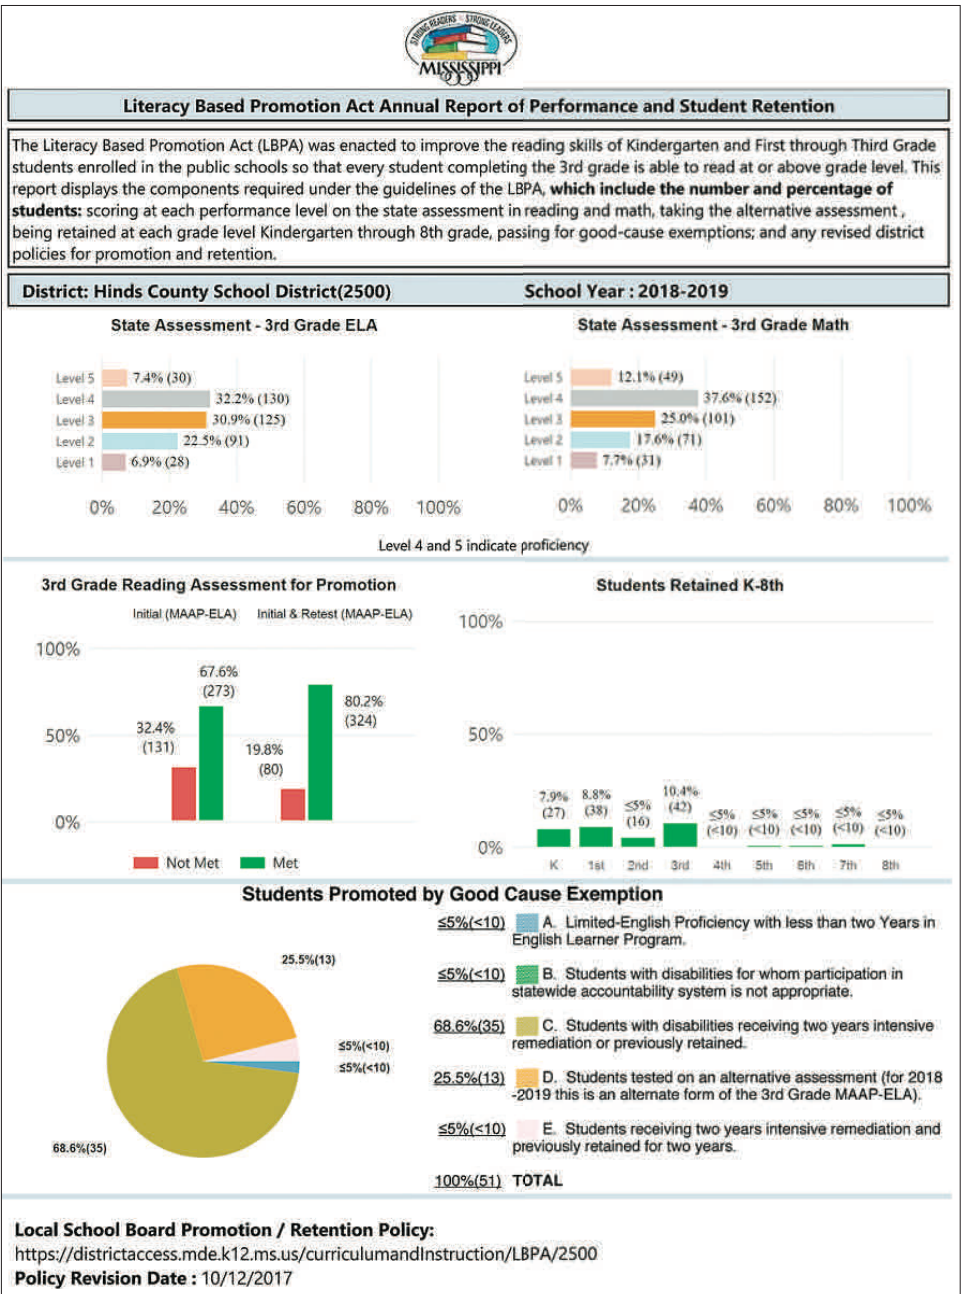 STRONG READERS STRONG LEADERS
MISSISSIPPI
Literacy Based Promotion Act Annual Report of Performance and Student Retention
The Literacy Based Promotion Act (LBPA) was enacted to improve the reading skills of Kindergarten and First through Third Grade
students enrolled in the public schools so that every student completing the 3rd grade is able to read at or above grade level. This
report displays the components required under the guidelines of the LBPA, which include the number and percentage of
students: scoring at each performance level on the state assessment in reading and math, taking the alternative assessment ,
being retained at each grade level Kindergarten through 8th grade, passing for good-cause exemptions; and any revised district
policies for promotion and retention.
District: Hinds County School District(2500)
School Year : 2018-2019
State Assessment - 3rd Grade ELA
Level 5 7.4% (30)
Level 4 32.2% (130)
Level 3 30.9% (125)
Level 2 22.5% (91)
Level 1 6.9% (28)
0% 20% 40% 60% 80% 100%
State Assessment - 3rd Grade Math
Level 5 12.1% (49)
Level 4 37.6% (152)
Level 3 25.0% (101)
Level 2 17.6% (71)
Level 1 7.7% (31)
0% 20% 40% 60% 80% 100%
Level 4 and 5 indicate proficiency
3rd Grade Reading Assessment for Promotion
Initial (MAAP-ELA) Initial & Retest (MAAP-ELA)
100%
50%
0%
32.4%
(131)
67.6%
(273)
19.8%
(80)
80.2%
(324)
Not Met Met
Students Retained K-8th
100%
50%
0%
7.9%
(27)
8.8%
(38)
≤5%
(16)
10.4%
(42)
≤5%
(<10)
≤5%
(<10)
≤5%
(<10)
≤5%
(<10)
≤5%
(<10)
K 1st 2nd 3rd 4th 5th 6th 7th 8th
Students Promoted by Good Cause Exemption
25.5%(13)
≤5%(<10)
≤5%(<10)
68.6%(35)
≤5%(<10) A. Limited-English Proficiency with less than two Years in
English Learner Program.
≤5%(<10) B. Students with disabilities for whom participation in
statewide accountability system is not appropriate.
68.6%(35) C. Students with disabilities receiving two years intensive
remediation or previously retained.
25.5%(13) D. Students tested on an alternative assessment (for 2018
-2019 this is an alternate form of the 3rd Grade MAAP-ELA).
≤5%(<10) E. Students receiving two years intensive remediation and
previously retained for two years.
100%(51) TOTAL
Local School Board Promotion / Retention Policy:
https://districtaccess.mde.k12.ms.us/curriculumandInstruction/LBPA/2500
Policy Revision Date : 10/12/2017